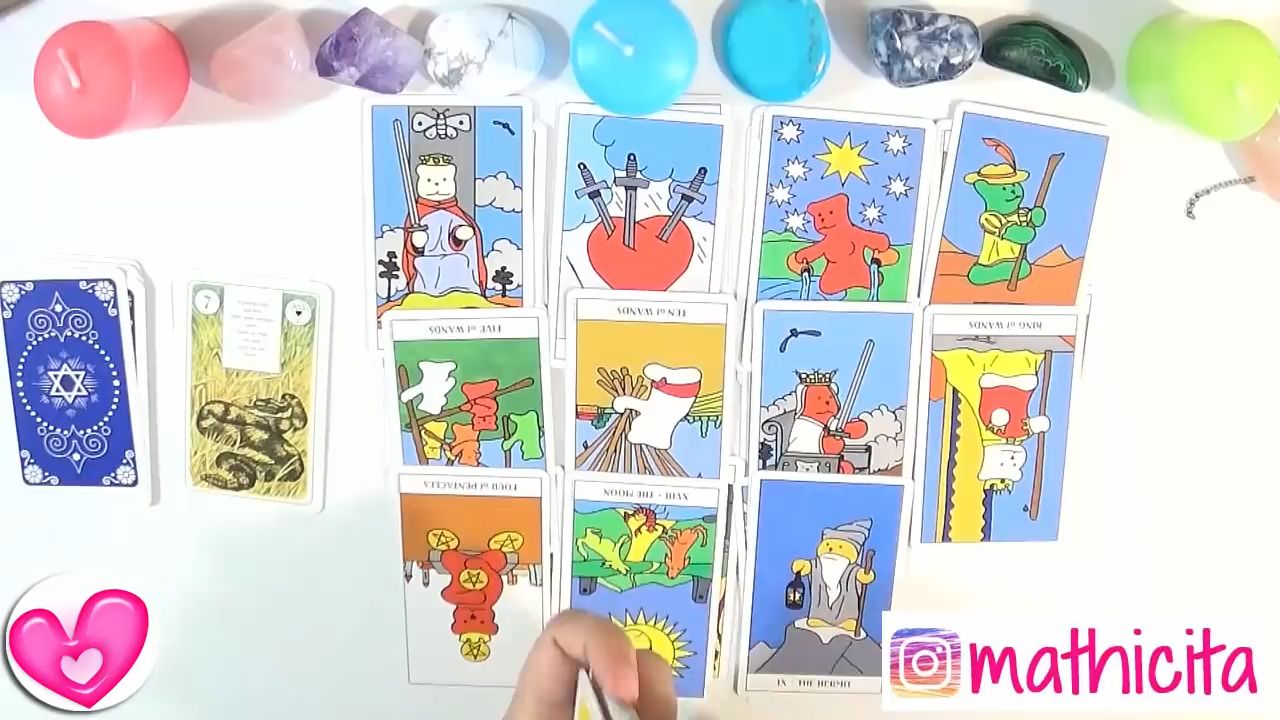 7
ASS
FIVE of WANDS
TEN of WANDS
KING of WANDS
FOUR of PENTACLES
XVIII · THE MOON
IX · THE HERMIT
mathicita